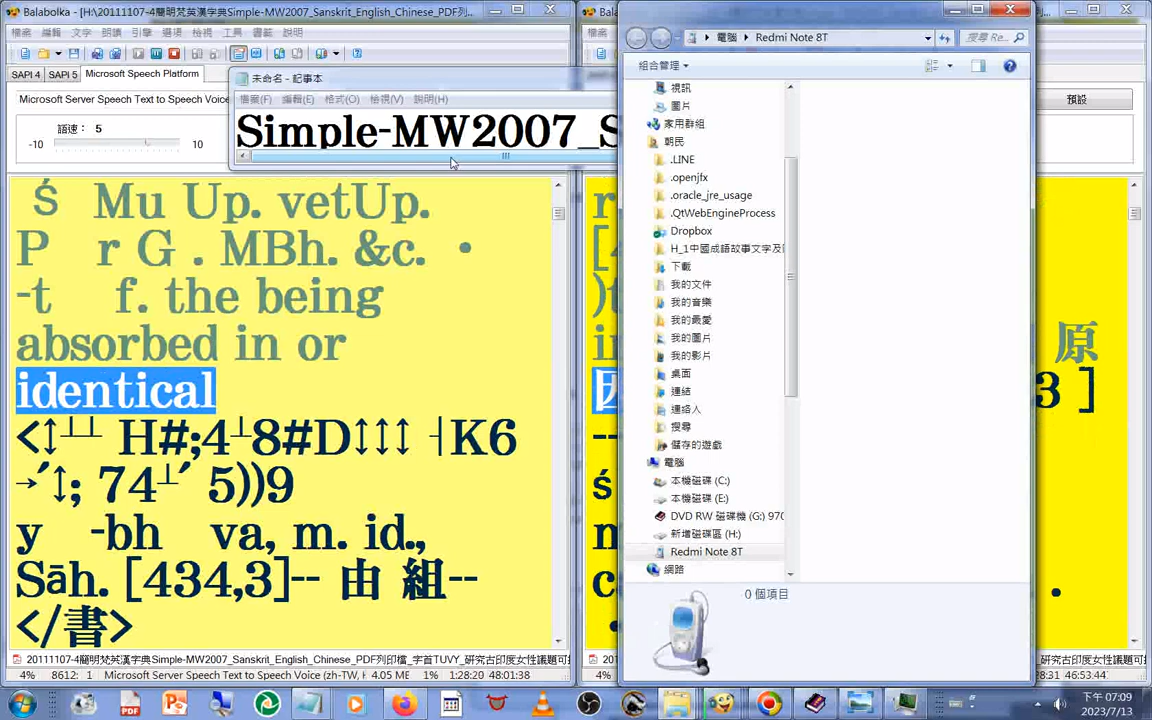 Balabolka - [H:\20111107-4簡明梵英漢字典Simple-MW2007_Sanskrit_English_Chinese_PDF列...
Balab
檔案 編輯 文字 朗讀 引擎 選項 檢視 工具 書籤 說明
檔案
SAPI 4 SAPI 5 Microsoft Speech Platform
Microsoft Server Speech Text to Speech Voice
語速： 5
-10 10
未命名 - 記事本
檔案(F) 編輯(E) 格式(O) 檢視(V) 說明(H)
Simple-MW2007_S
Ś Mu Up. vetUp.
P r G . MBh. &c. •
-t f. the being
absorbed in or
identical
<↕┴┴ H#;4┴8#D↕↕↕ ┤K6
→´↕; 74┴´ 5))9
y -bh va, m. id.,
Sāh. [434,3]-- 由 組--
</書>
20111107-4簡明梵英漢字典Simple-MW2007_Sanskrit_English_Chinese_PDF列印檔_字首TUVY_研究古印度女性議題可
4% 8612: 1 Microsoft Server Speech Text to Speech Voice (zh-TW, 4.05 ME 1% 1:28:20 48:01:38
電腦 Redmi Note 8T
搜尋 Re...
組合管理
視訊
圖片
家用群組
朝民
.LINE
.openjfx
.oracle_jre_usage
.QtWebEngineProcess
Dropbox
H_1中國成語故事文字及
下載
我的文件
我的音樂
我的最愛
我的圖片
我的影片
桌面
連結
連絡人
搜尋
儲存的遊戲
電腦
本機磁碟 (C:)
本機磁碟 (E:)
DVD RW 磁碟機 (G:) 970
新增磁碟區 (H:)
Redmi Note 8T
網路
0 個項目
預設
原
3 ]
研究古印度女性議題可
46:53:44
4%
下午 07:09
2023/7/13